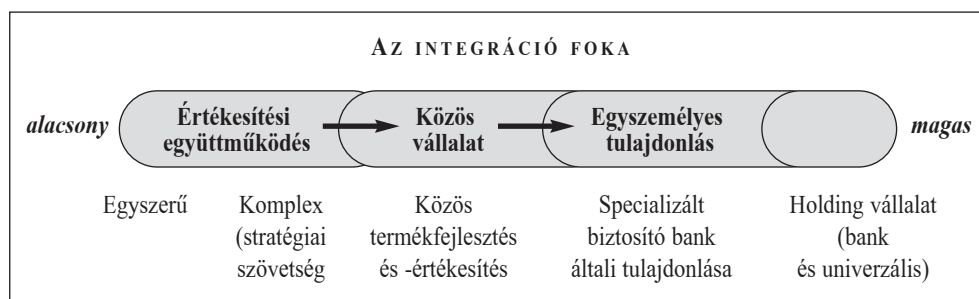 AZ INTEGRÁCIÓ FOKA
alacsony
Értékesítési
együttműködés
Közös
vállalat
Egyszemélyes
tulajdonlás
magas
Egyszerű
Komplex
(stratégiai
szövetség
Közös
termékfejlesztés
és -értékesítés
Specializált
biztosító bank
általi tulajdonlása
Holding vállalat
(bank
és univerzális)